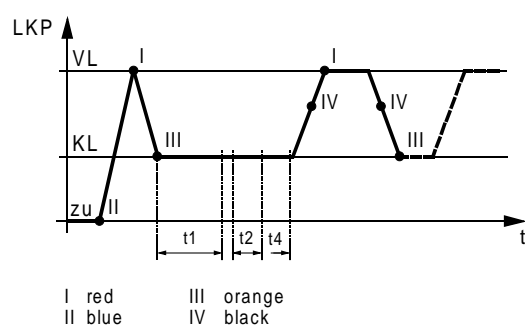 LKP
VL
I
I
IV
IV
KL
III
III
zu
II
t1
t2
t4
t
I red
III orange
II blue
IV black